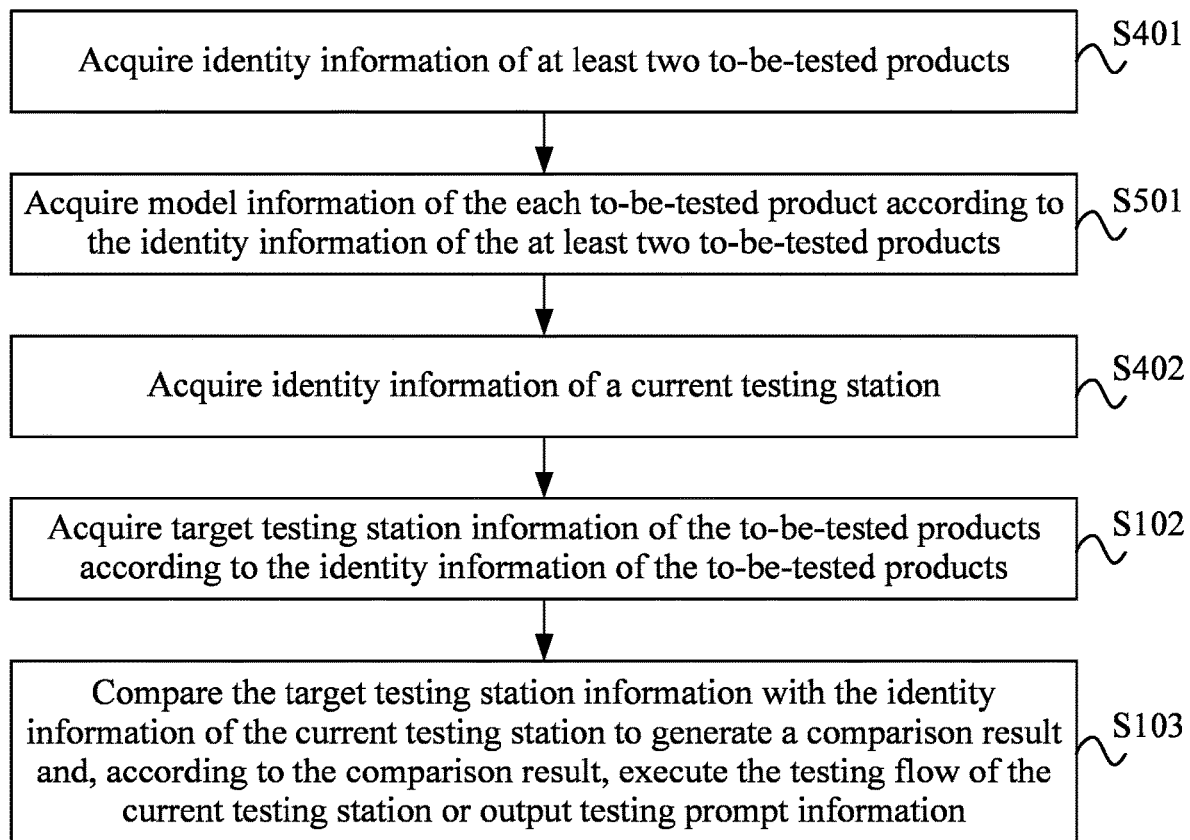 Acquire identity information of at least two to-be-tested products
S401
Acquire model information of the each to-be-tested product according to
the identity information of the at least two to-be-tested products
S501
Acquire identity information of a current testing station
S402
Acquire target testing station information of the to-be-tested products
according to the identity information of the to-be-tested products
S102
Compare the target testing station information with the identity
information of the current testing station to generate a comparison result
and, according to the comparison result, execute the testing flow of the
current testing station or output testing prompt information
S103